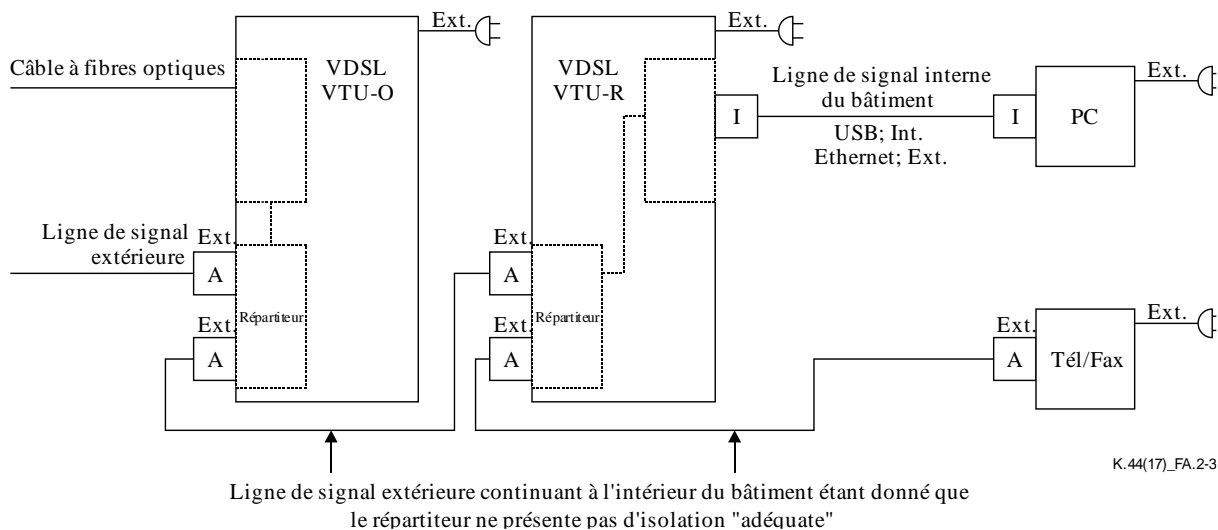 Ext.
Ext.
Câble à fibres optiques
VDSL
VTU-O
VDSL
VTU-R
Ligne de signal interne
du bâtiment
Ext.
I
I
PC
USB; Int.
Ethernet; Ext.
Ligne de signal
extérieure
Ext.
A
Ext.
A
Répartiteur
Ext.
A
Ext.
A
Répartiteur
Ext.
Ext.
A
Tél/Fax
K.44(17)_FA.2-3
Ligne de signal extérieure continuant à l'intérieur du bâtiment étant donné que
le répartiteur ne présente pas d'isolation "adéquate"